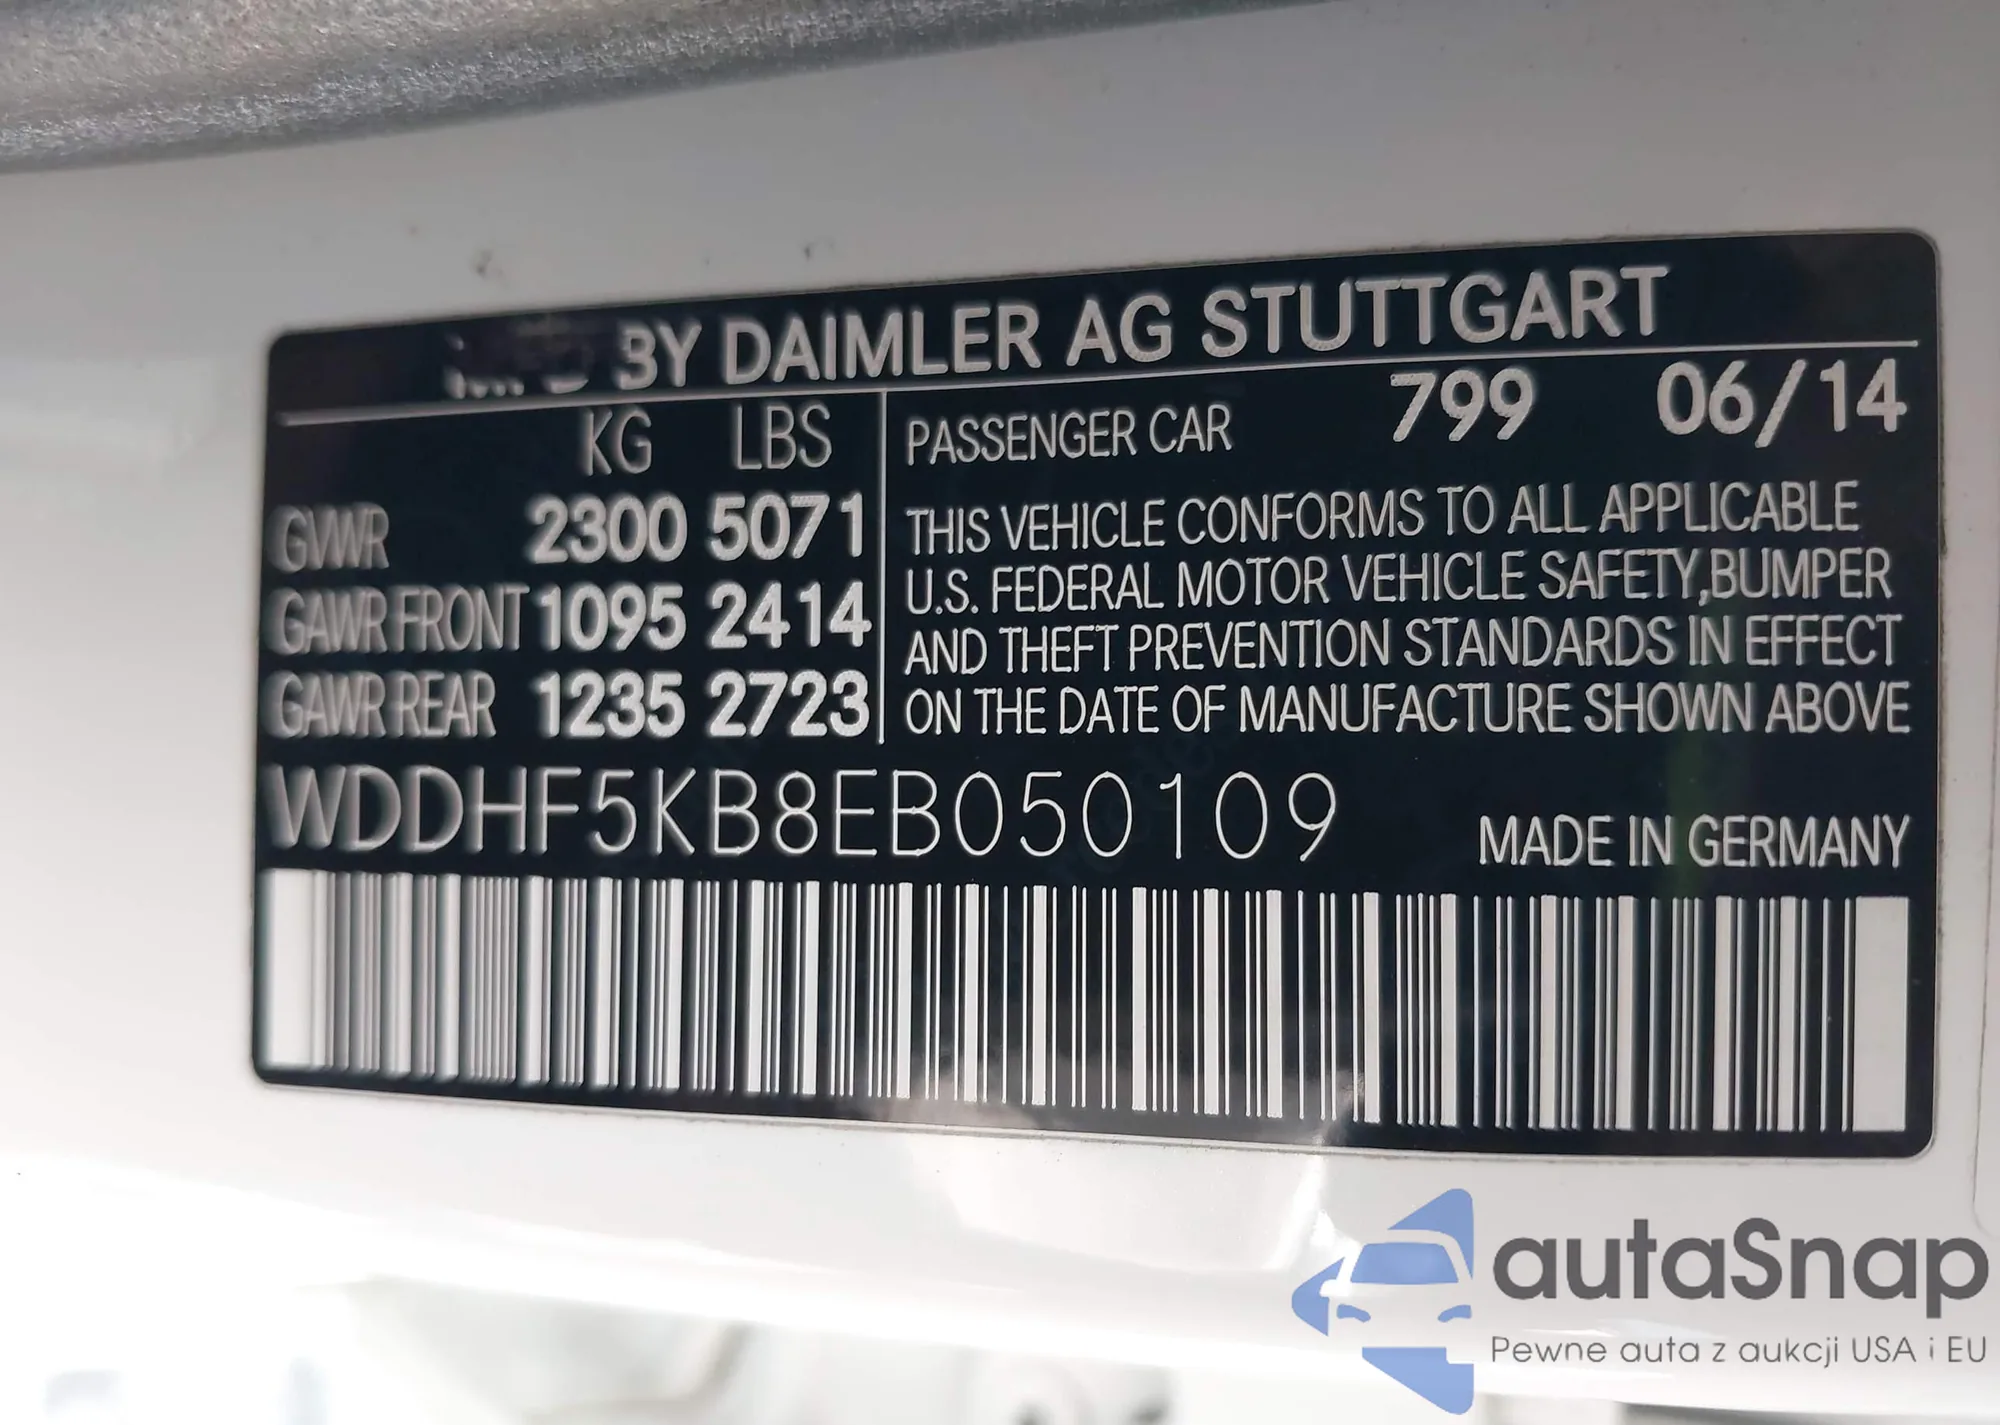 BY DAIMLER AG STUTTGART
KG LBS
GVWR 2300 5071
GAWR FRONT 1095 2414
GAWR REAR 1235 2723
PASSENGER CAR 799 06/14
THIS VEHICLE CONFORMS TO ALL APPLICABLE
U.S. FEDERAL MOTOR VEHICLE SAFETY,BUMPER
AND THEFT PREVENTION STANDARDS IN EFFECT
ON THE DATE OF MANUFACTURE SHOWN ABOVE
WDDHF5KB8EB050109
MADE IN GERMANY
autaSnap
Pewne auta z aukcji USA i EU